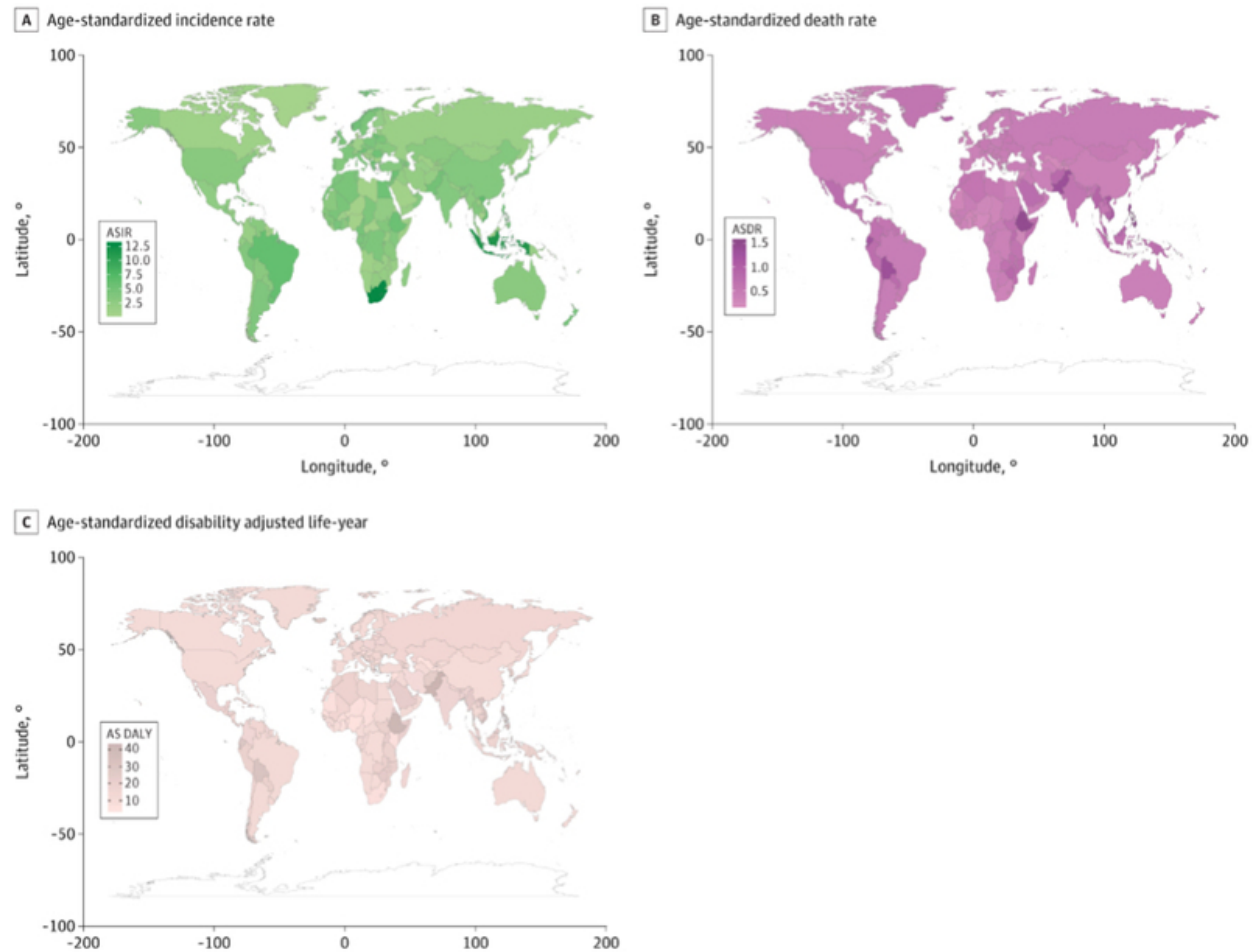 A Age-standardized incidence rate
100
50
0
-50
-100
Latitude, °
ASIR
12.5
10.0
7.5
5.0
2.5
-200 -100 0 100 200
Longitude, °
B Age-standardized death rate
100
50
0
-50
-100
Latitude, °
ASDR
1.5
1.0
0.5
-200 -100 0 100 200
Longitude, °
C Age-standardized disability adjusted life-year
100
50
0
-50
-100
Latitude, °
AS DALY
40
30
20
10
-200 -100 0 100 200